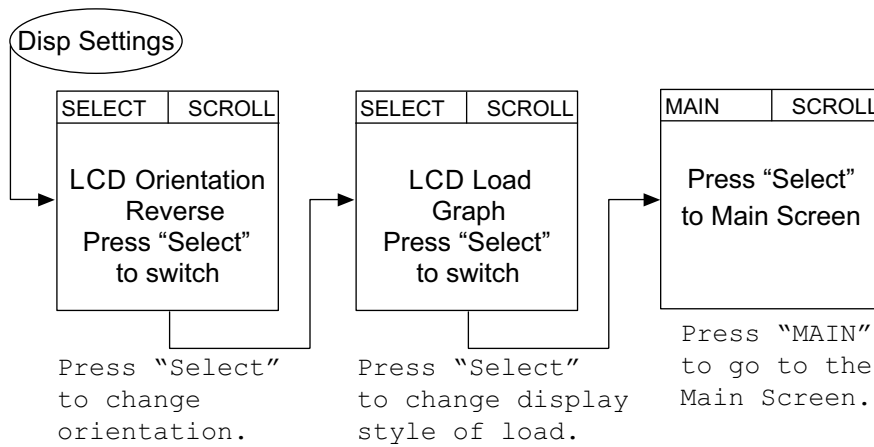 Disp Settings
SELECT SCROLL
LCD Orientation
Reverse
Press “Select”
to switch
Press “Select”
to change
orientation.
SELECT SCROLL
LCD Load
Graph
Press “Select”
to switch
Press “Select”
to change display
style of load.
MAIN SCROLL
Press “Select”
to Main Screen
Press “MAIN”
to go to the
Main Screen.